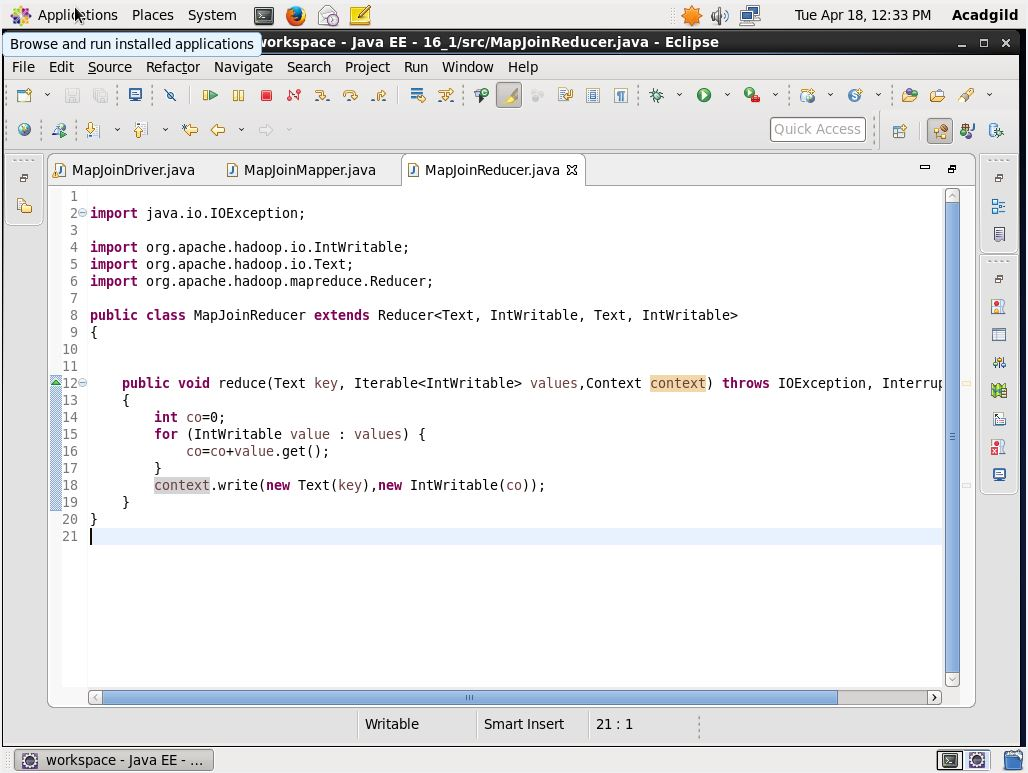 Applications Places System Tue Apr 18, 12:33 PM Acadgild
Browse and run installed applications
workspace - Java EE - 16_1/src/MapJoinReducer.java - Eclipse
File Edit Source Refactor Navigate Search Project Run Window Help
Quick Access
MapJoinDriver.java MapJoinMapper.java MapJoinReducer.java
1
2 import java.io.IOException;
3
4 import org.apache.hadoop.io.IntWritable;
5 import org.apache.hadoop.io.Text;
6 import org.apache.hadoop.mapreduce.Reducer;
7
8 public class MapJoinReducer extends Reducer<Text, IntWritable, Text, IntWritable>
9 {
10
11
12 public void reduce(Text key, Iterable<IntWritable> values,Context context) throws IOException, Interrup
13 {
14 int co=0;
15 for (IntWritable value : values) {
16 co=co+value.get();
17 }
18 context.write(new Text(key),new IntWritable(co));
19 }
20 }
21
Writable Smart Insert 21 : 1
workspace - Java EE - ...